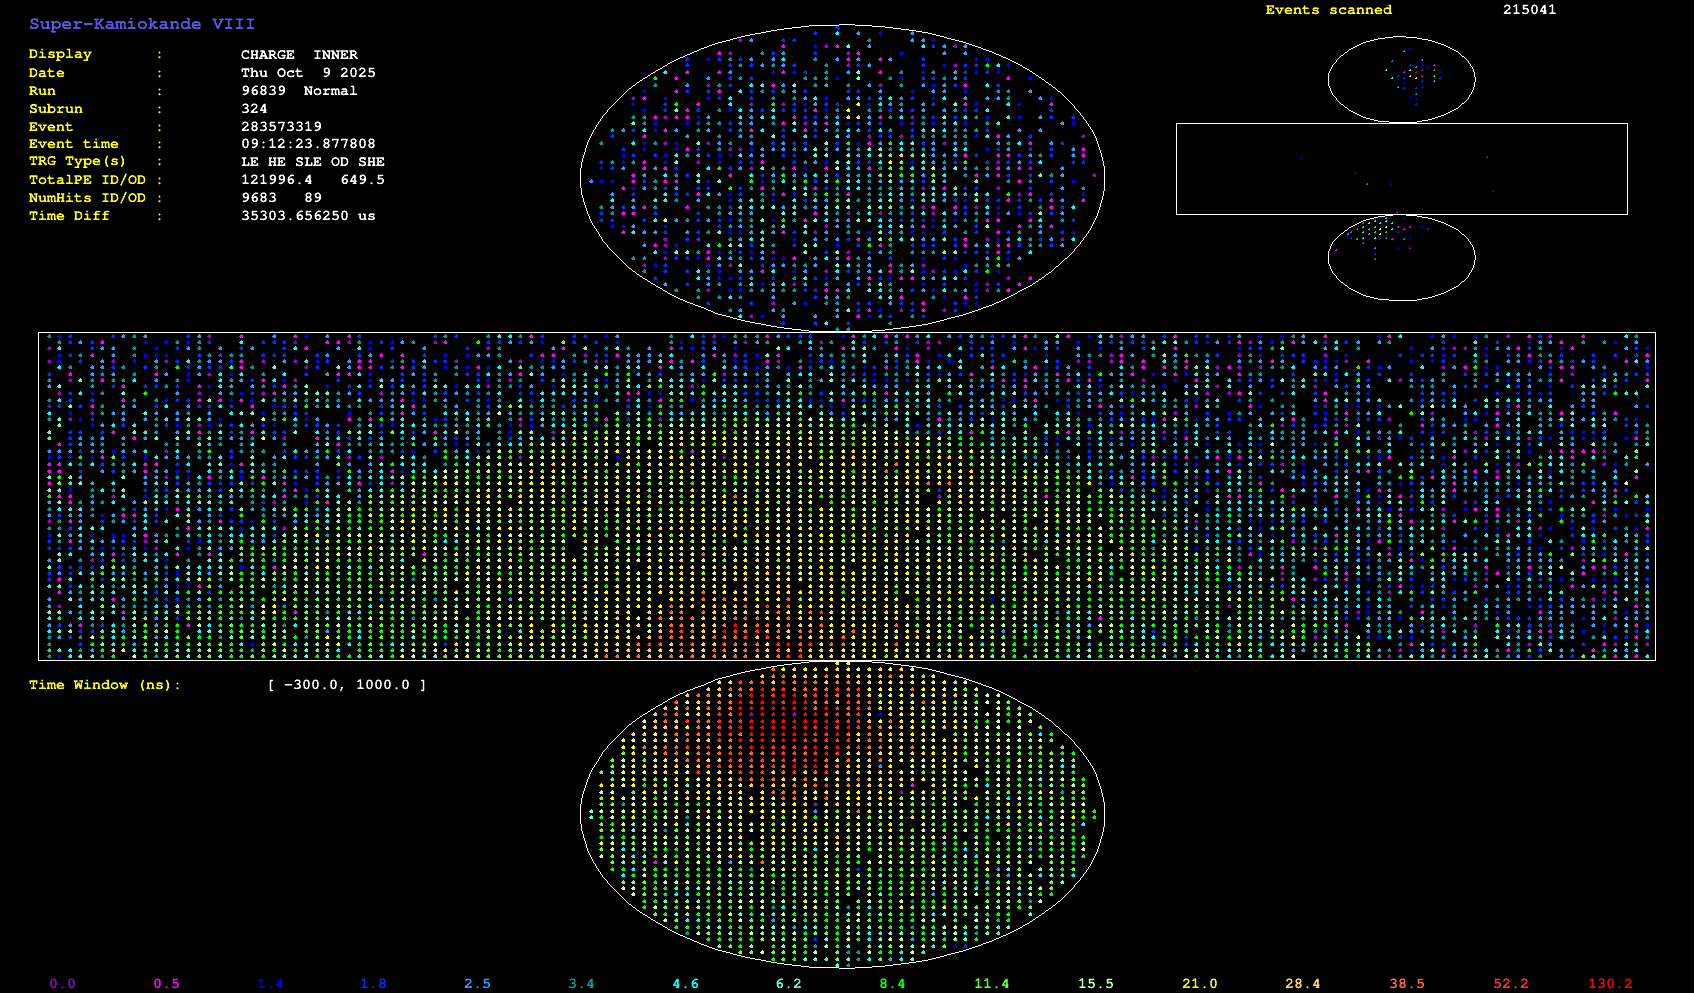 Super-Kamiokande VIII
Events scanned 215041
Display : CHARGE INNER
Date : Thu Oct 9 2025
Run : 96839 Normal
Subrun : 324
Event : 283573319
Event time : 09:12:23.877808
TRG Type(s) : LE HE SLE OD SHE
TotalPE ID/OD : 121996.4 649.5
NumHits ID/OD : 9683 89
Time Diff : 35303.656250 us
Time Window (ns): [ -300.0, 1000.0 ]
0.0 0.5 1.4 1.8 2.5 3.4 4.6 6.2 8.4 11.4 15.5 21.0 28.4 38.5 52.2 130.2